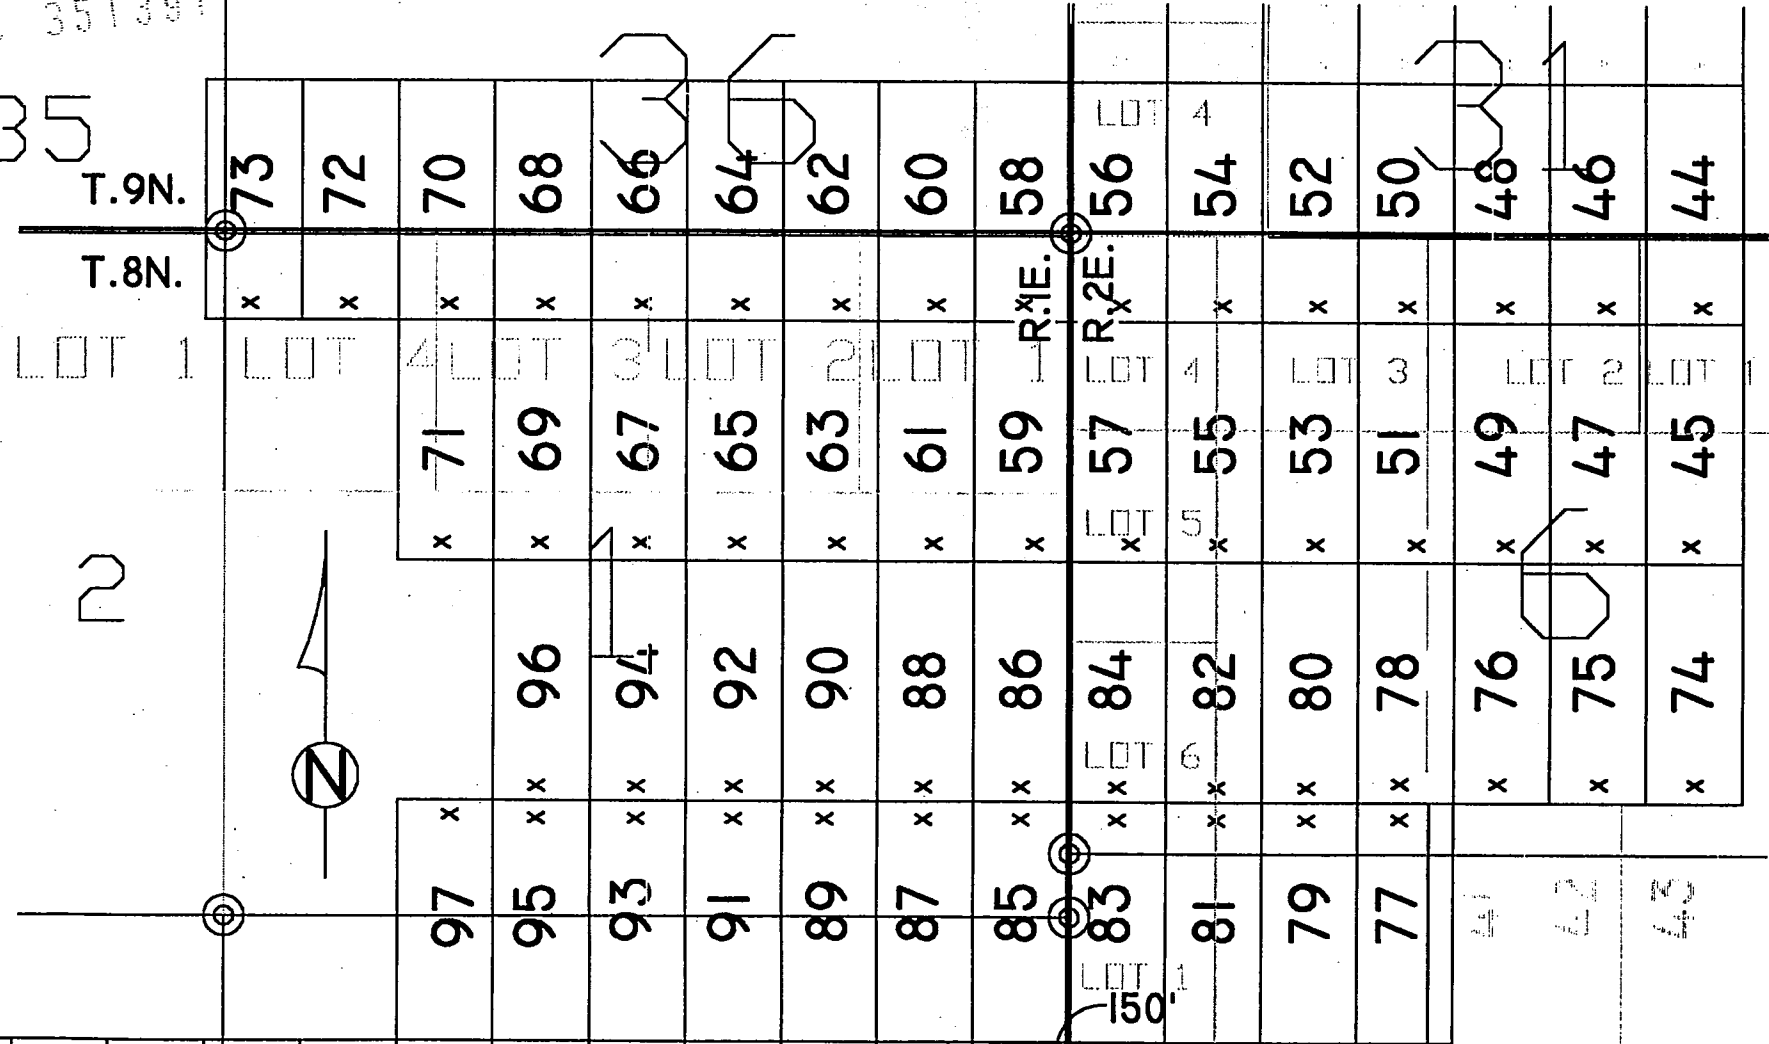 351391
35
36
31
LOT 4
T.9N.
73 72 70 68 66 64 62 60 58 56 54 52 50 48 46 44
T.8N.
x x x x x x x x x x x x x x x x
R.1E. R.2E.
LOT 1 LOT 4 LOT 3 LOT 2 LOT 1 LOT 4 LOT 3 LOT 2 LOT 1
71 69 67 65 63 61 59 57 55 53 51 49 47 45
LOT 5
x x x x x x x x x x x x x x
2
1
6
96 94 92 90 88 86 84 82 80 78 76 75 74
N
LOT 6
x x x x x x x x x x x x x
x x x x x x x x x x x
97 95 93 91 89 87 85 83 81 79 77 43
LOT 1
150'